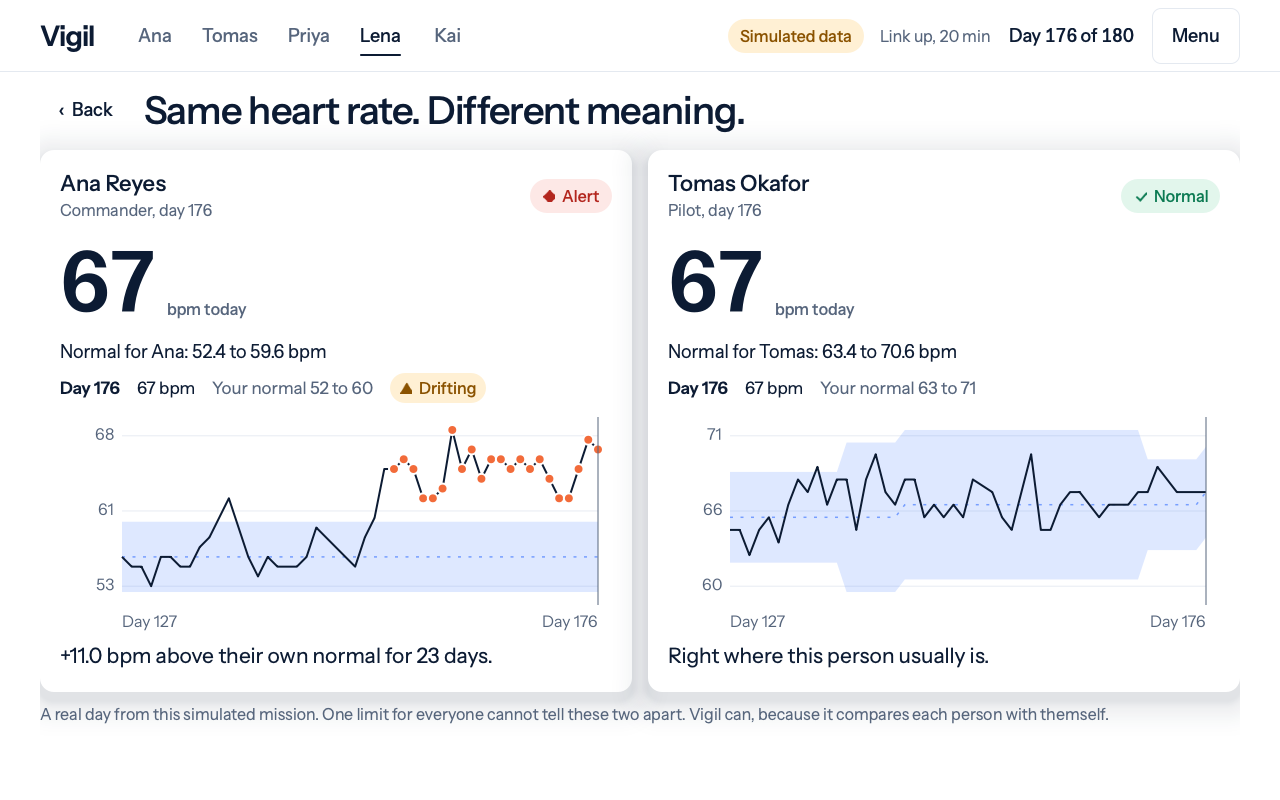 Vigil Ana Tomas Priya Lena Kai Simulated data Link up, 20 min Day 176 of 180 Menu
‹ Back Same heart rate. Different meaning.
Ana Reyes
Commander, day 176
Alert
67 bpm today
Normal for Ana: 52.4 to 59.6 bpm
Day 176 67 bpm Your normal 52 to 60 Drifting
68
61
53
Day 127 Day 176
+11.0 bpm above their own normal for 23 days.
Tomas Okafor
Pilot, day 176
Normal
67 bpm today
Normal for Tomas: 63.4 to 70.6 bpm
Day 176 67 bpm Your normal 63 to 71
71
66
60
Day 127 Day 176
Right where this person usually is.
A real day from this simulated mission. One limit for everyone cannot tell these two apart. Vigil can, because it compares each person with themself.